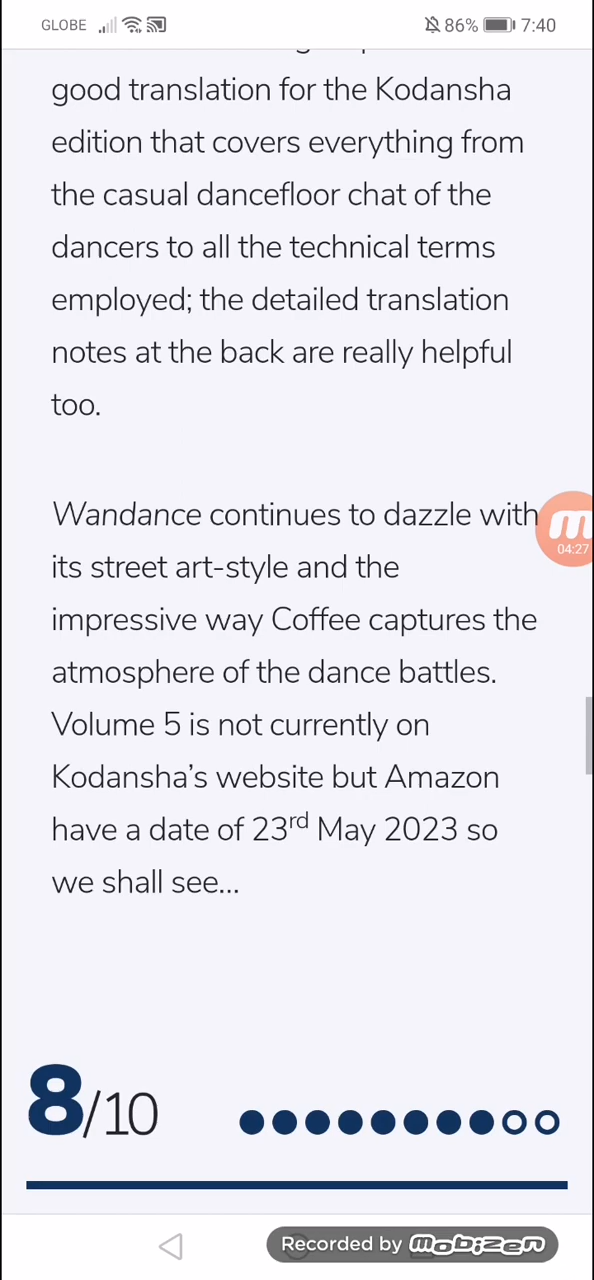 GLOBE 86% 7:40
good translation for the Kodansha
edition that covers everything from
the casual dancefloor chat of the
dancers to all the technical terms
employed; the detailed translation
notes at the back are really helpful
too.
Wandance continues to dazzle with
its street art-style and the
impressive way Coffee captures the
atmosphere of the dance battles.
Volume 5 is not currently on
Kodansha’s website but Amazon
have a date of 23rd May 2023 so
we shall see...
04:27
8/10
Recorded by mobizen